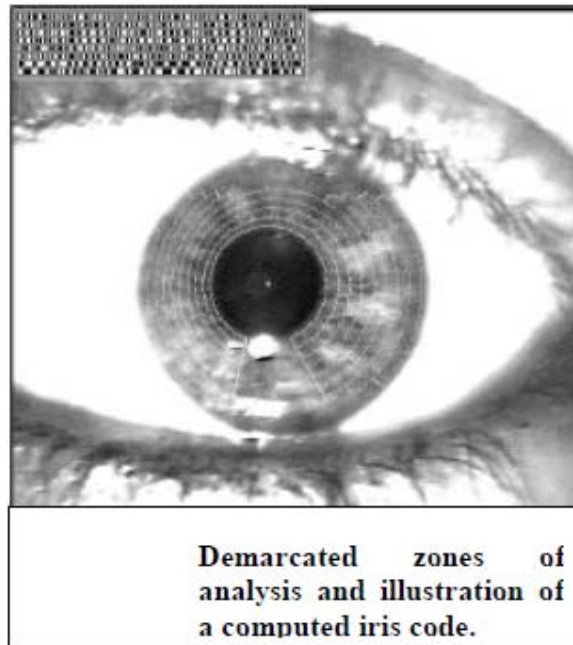 Demarcated zones of
analysis and illustration of
a computed iris code.